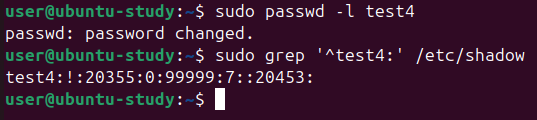 user@ubuntu-study:~$ sudo passwd -l test4
passwd: password changed.
user@ubuntu-study:~$ sudo grep '^test4:' /etc/shadow
test4:!:20355:0:99999:7::20453:
user@ubuntu-study:~$